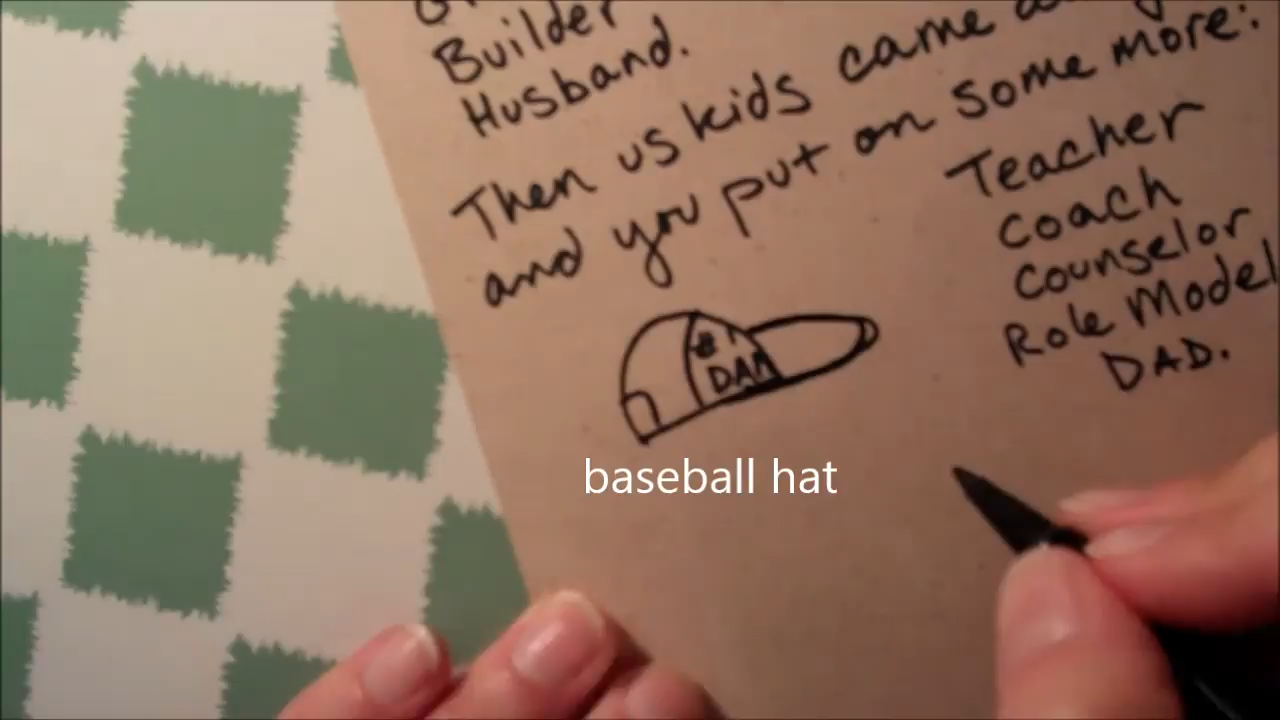 Builder
Husband.
Then us kids came
and you put on some more:
Teacher
Coach
Counselor
Role Model
DAD.
#1
DAD
baseball hat